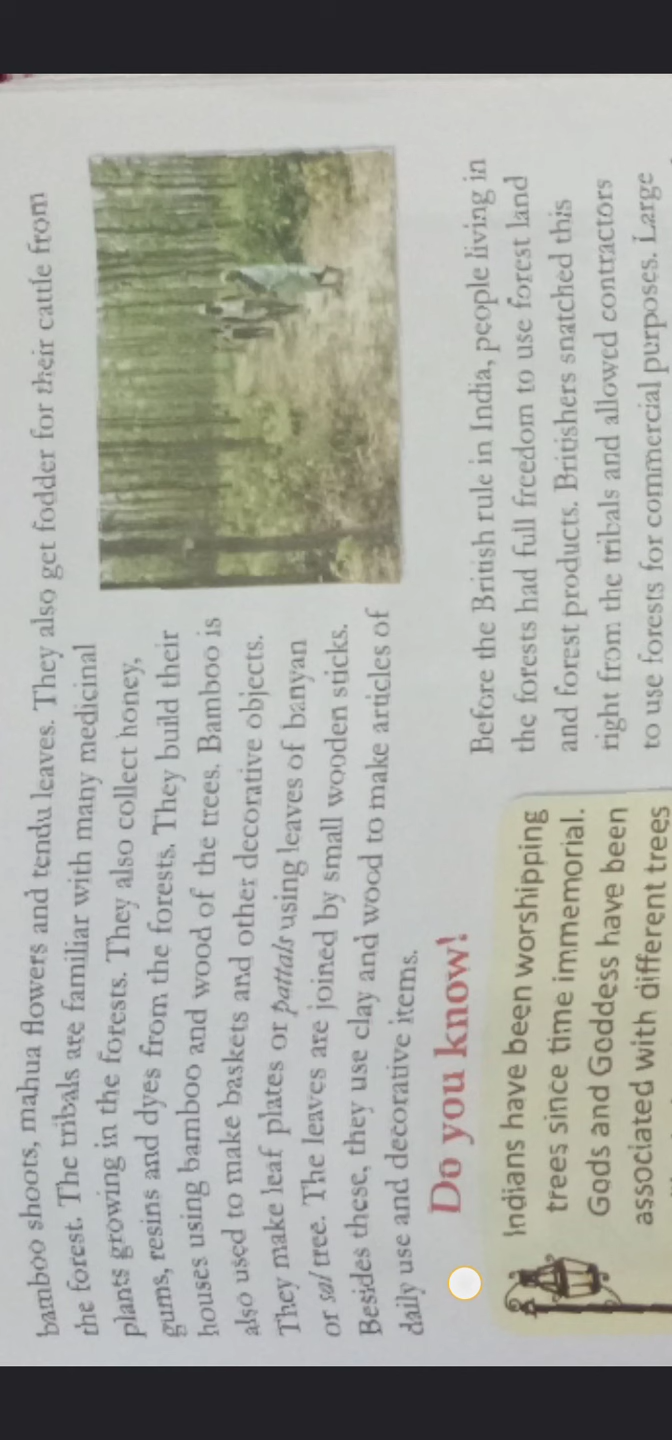 bamboo shoots, mahua flowers and tendu leaves. They also get fodder for their cattle from
the forest. The tribals are familiar with many medicinal
plants growing in the forests. They also collect honey,
gums, resins and dyes from the forests. They build their
houses using bamboo and wood of the trees. Bamboo is
also used to make baskets and other decorative objects.
They make leaf plates or pattals using leaves of banyan
or sal tree. The leaves are joined by small wooden sticks.
Besides these, they use clay and wood to make articles of
daily use and decorative items.
Do you know!
Indians have been worshipping
trees since time immemorial.
Gods and Goddess have been
associated with different trees
Before the British rule in India, people living in
the forests had full freedom to use forest land
and forest products. Britishers snatched this
right from the tribals and allowed contractors
to use forests for commercial purposes. Large